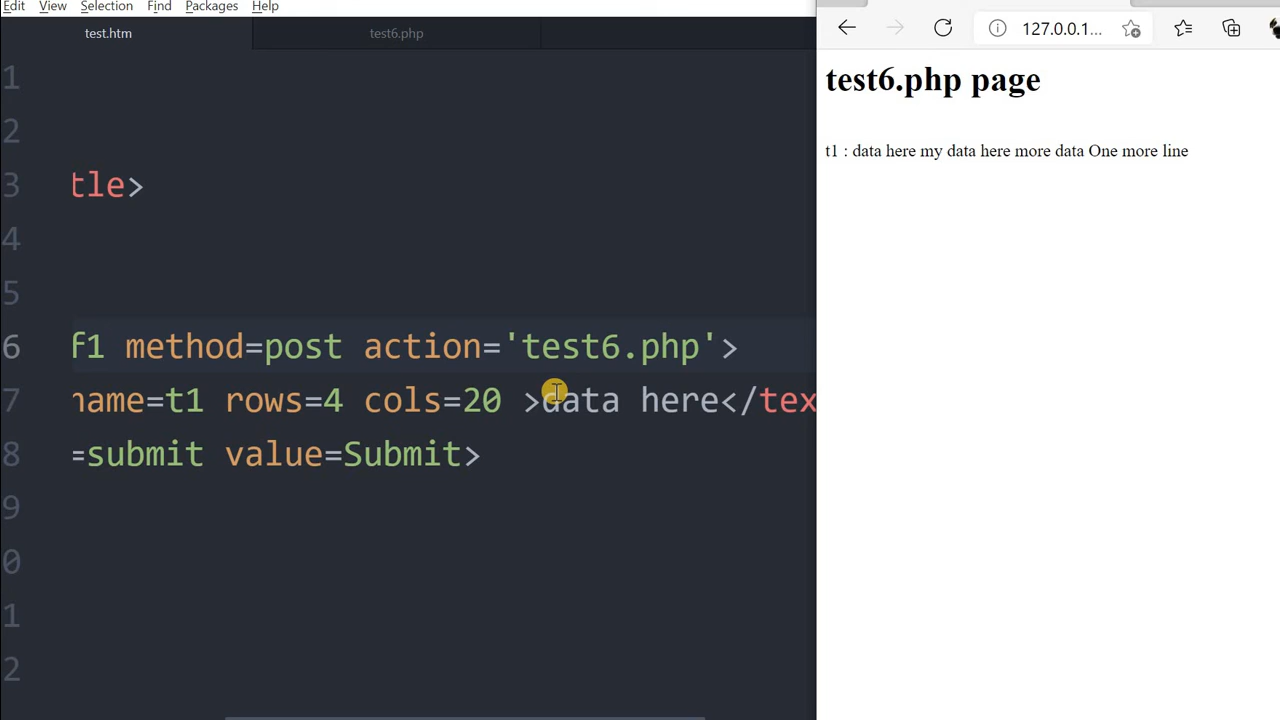 Edit View Selection Find Packages Help
test.htm test6.php
1
2
3 tle>
4
5
6 f1 method=post action='test6.php'>
7 name=t1 rows=4 cols=20 >data here</tex
8 =submit value=Submit>
9
0
1
2
127.0.0.1...
test6.php page
t1 : data here my data here more data One more line